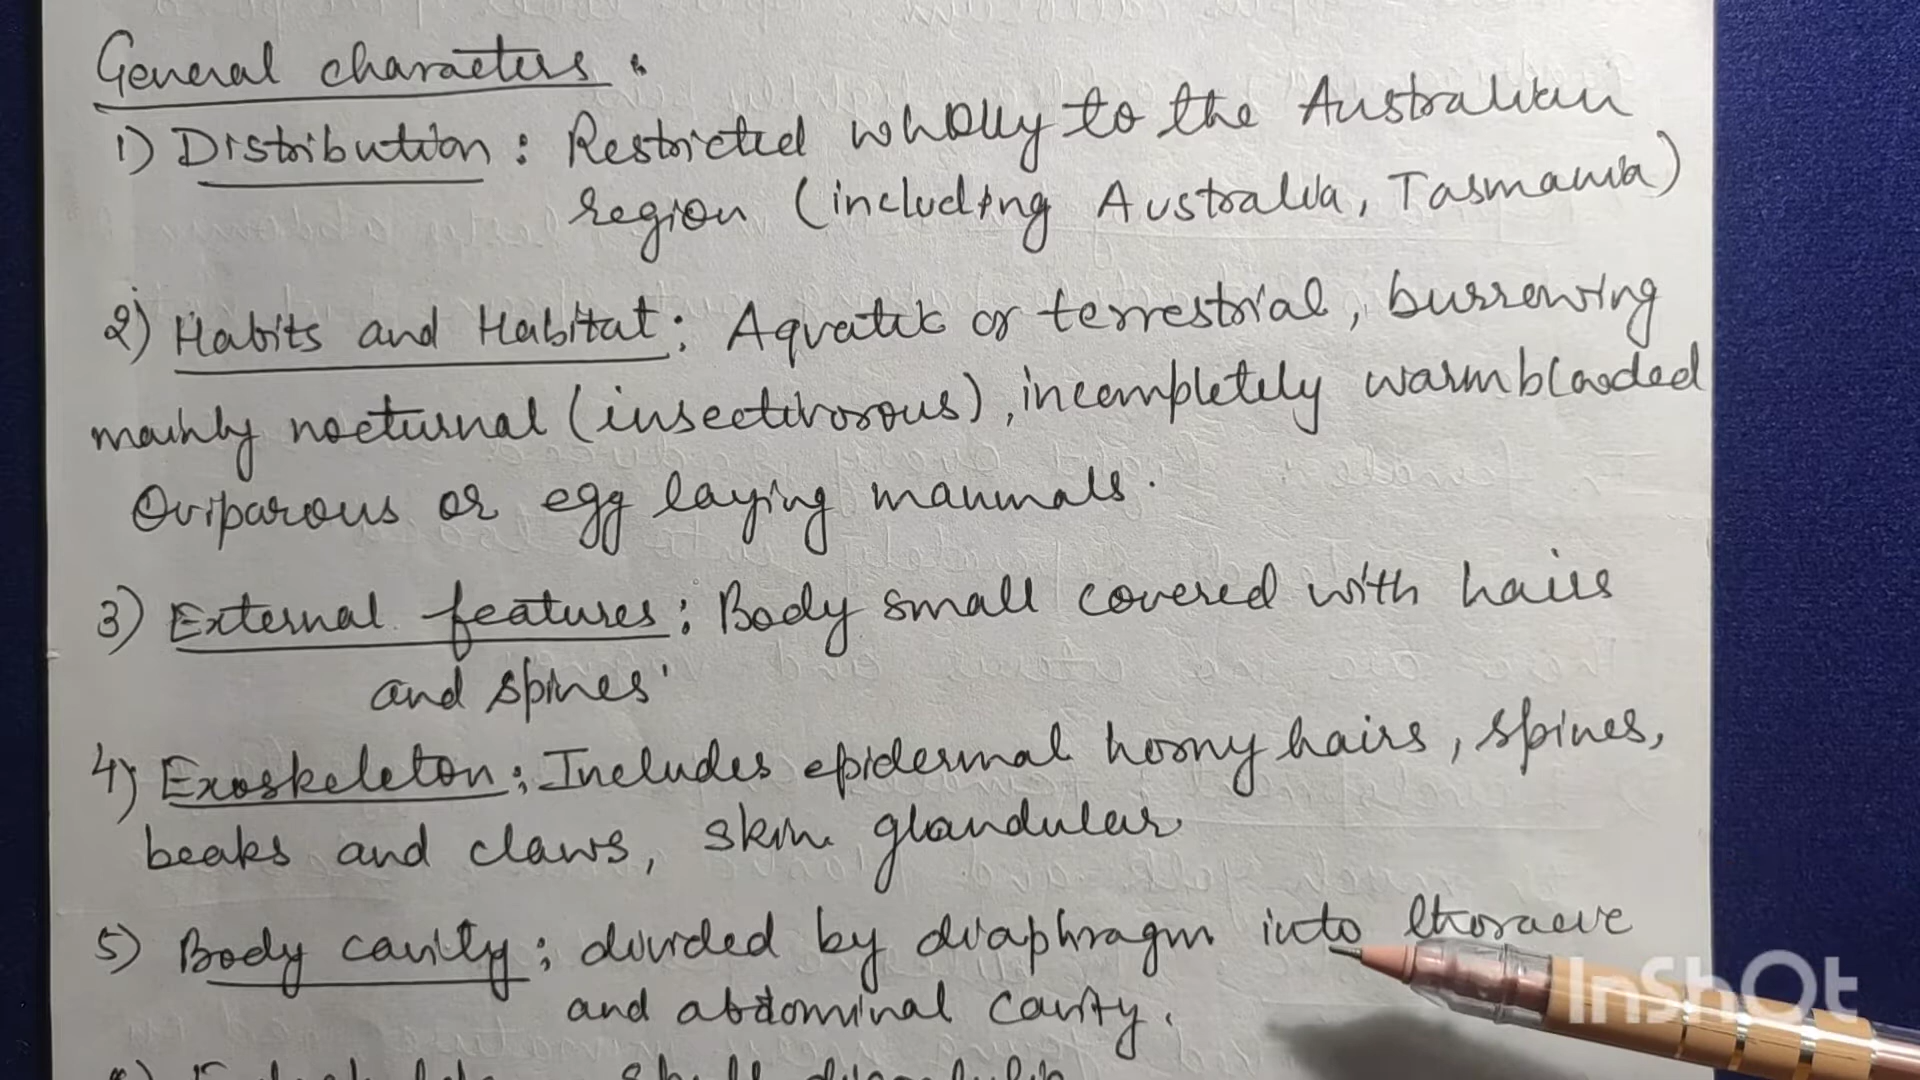 General characters :
1) Distribution : Restricted wholly to the Australian
region (including Australia, Tasmania)
2) Habits and Habitat : Aquatic or terrestrial, burrowing
mainly nocturnal (insectivorous), incompletely warmblooded
Oviparous or egg laying mammals.
3) External features : Body small covered with hairs
and spines
4) Exoskeleton : Includes epidermal horny hairs, spines,
beaks and claws, skin glandular
5) Body cavity : divided by diaphragm into thoracic
and abdominal cavity.
InShOt